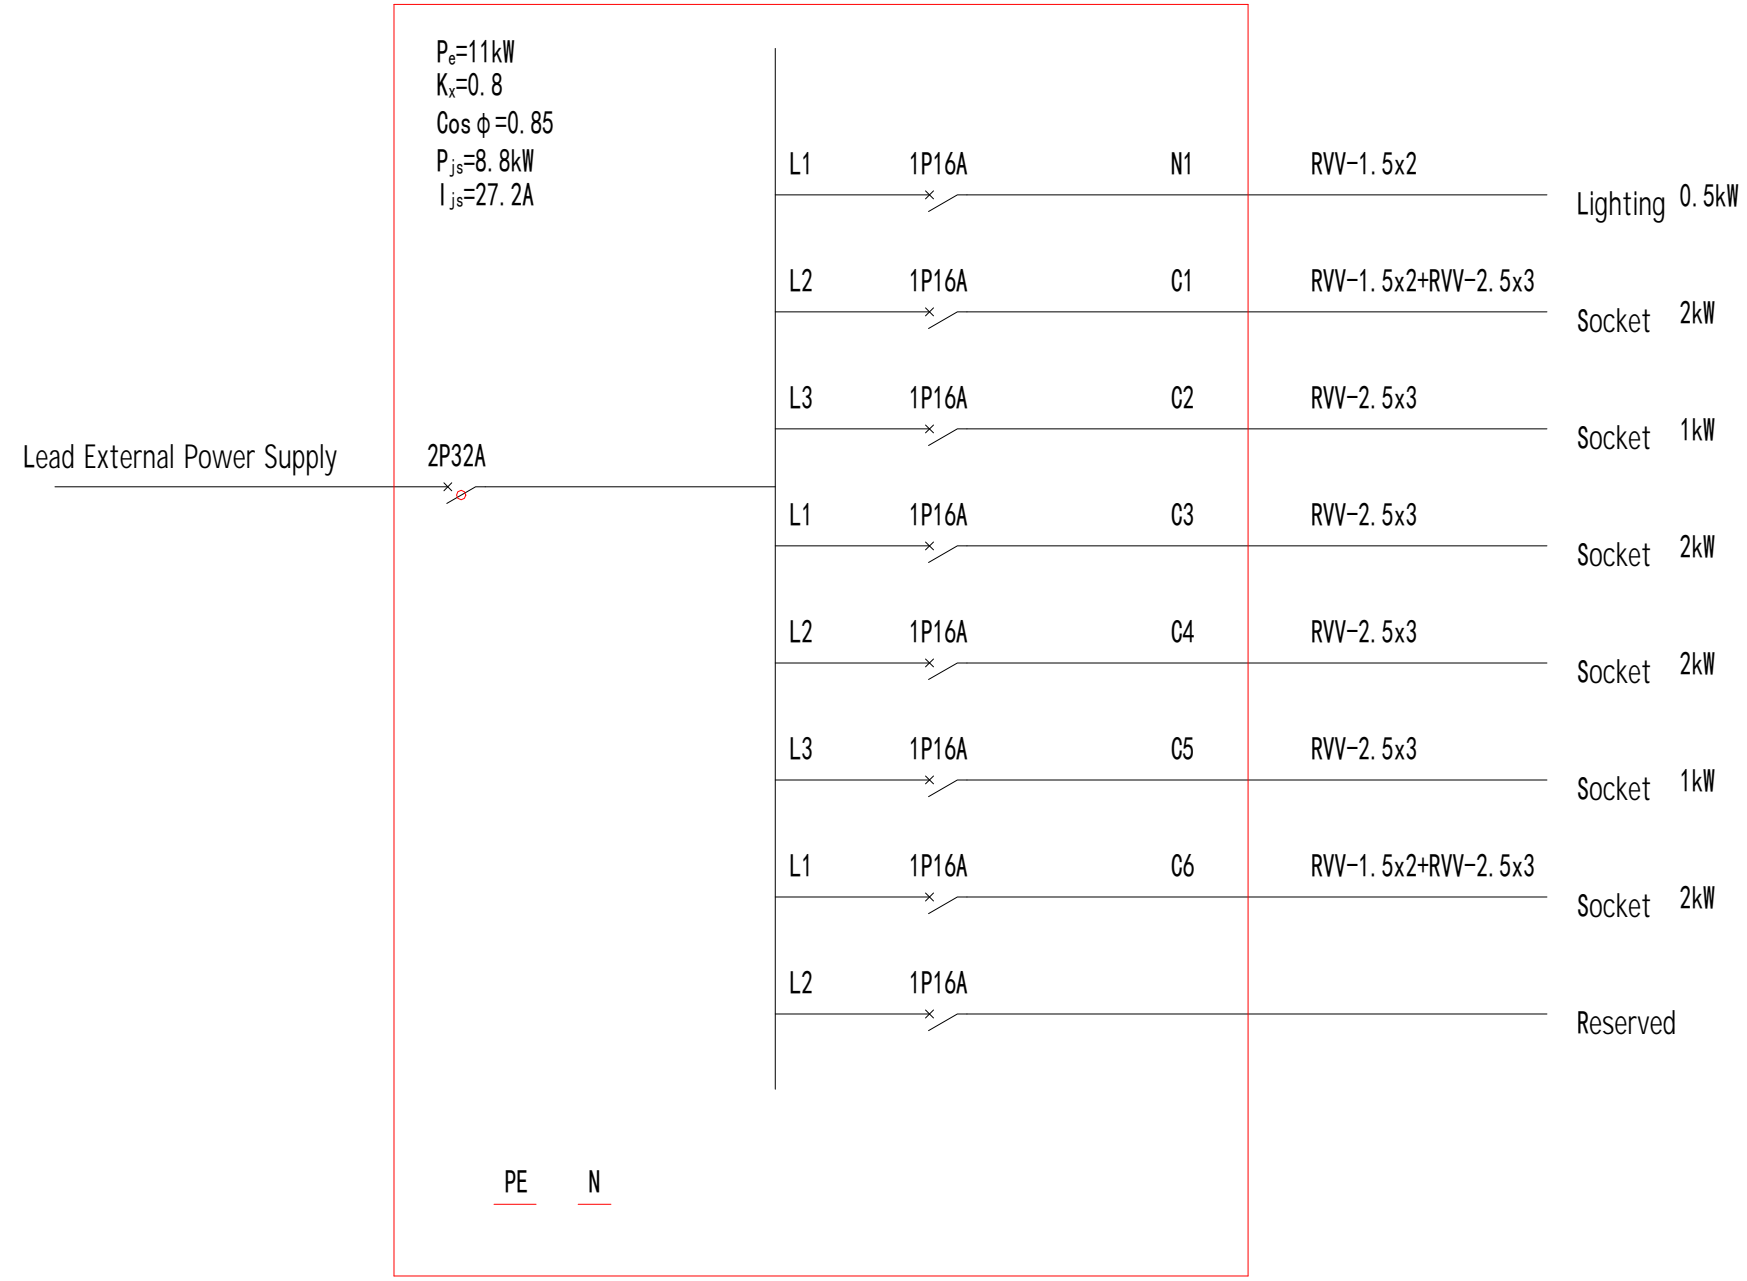 Pe=11kW
Kx=0.8
Cosφ=0.85
Pjs=8.8kW
Ijs=27.2A
L1 1P16A N1 RVV-1.5x2 Lighting 0.5kW
L2 1P16A C1 RVV-1.5x2+RVV-2.5x3 Socket 2kW
L3 1P16A C2 RVV-2.5x3 Socket 1kW
Lead External Power Supply 2P32A
L1 1P16A C3 RVV-2.5x3 Socket 2kW
L2 1P16A C4 RVV-2.5x3 Socket 2kW
L3 1P16A C5 RVV-2.5x3 Socket 1kW
L1 1P16A C6 RVV-1.5x2+RVV-2.5x3 Socket 2kW
L2 1P16A Reserved
PE N